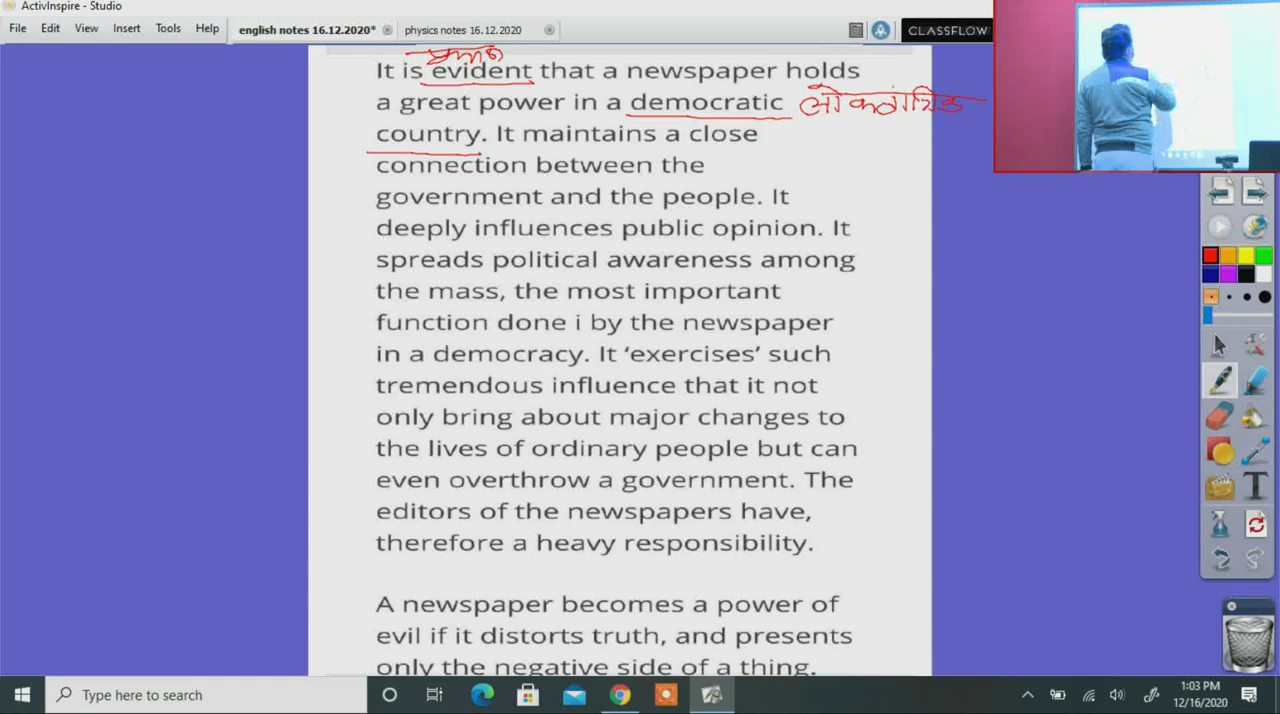 ActivInspire - Studio
File Edit View Insert Tools Help
english notes 16.12.2020*
physics notes 16.12.2020
CLASSFLOW
It is evident that a newspaper holds
a great power in a democratic लोकतांत्रिक
country. It maintains a close
connection between the
government and the people. It
deeply influences public opinion. It
spreads political awareness among
the mass, the most important
function done i by the newspaper
in a democracy. It ‘exercises’ such
tremendous influence that it not
only bring about major changes to
the lives of ordinary people but can
even overthrow a government. The
editors of the newspapers have,
therefore a heavy responsibility.
A newspaper becomes a power of
evil if it distorts truth, and presents
only the negative side of a thing.
T
Type here to search
1:03 PM
12/16/2020